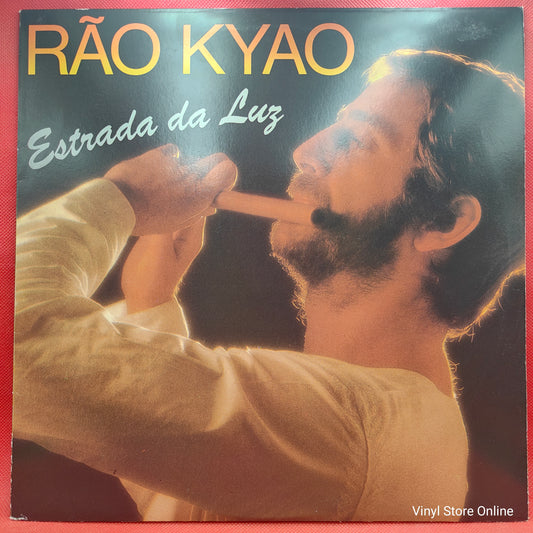 RÃO KYAO
Estrada da Luz
Vinyl Store Online